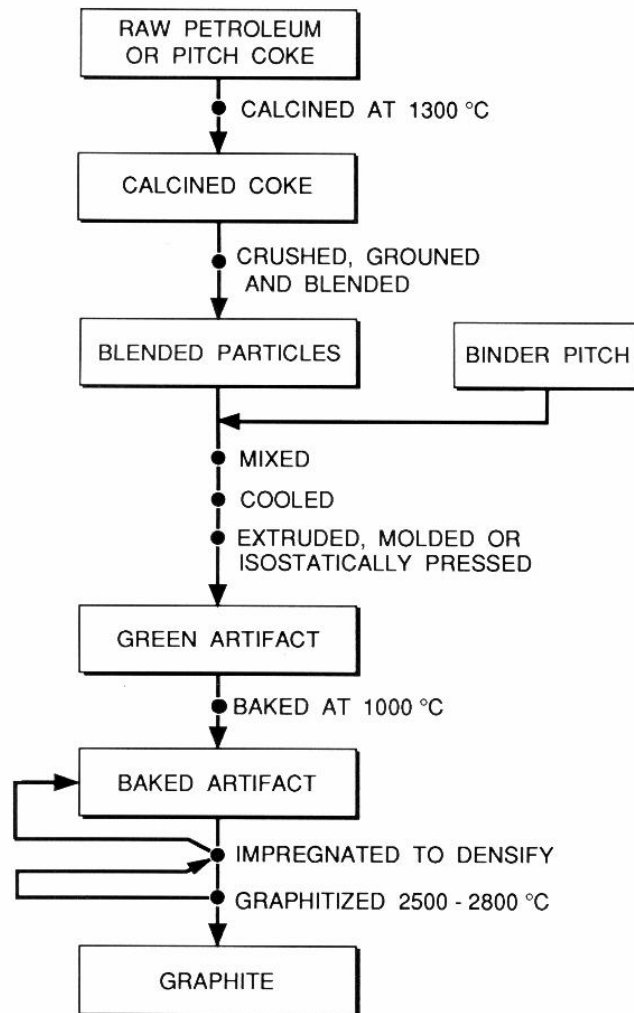 RAW PETROLEUM
OR PITCH COKE
CALCINED AT 1300 °C
CALCINED COKE
CRUSHED, GROUNED
AND BLENDED
BLENDED PARTICLES
BINDER PITCH
MIXED
COOLED
EXTRUDED, MOLDED OR
ISOSTATICALLY PRESSED
GREEN ARTIFACT
BAKED AT 1000 °C
BAKED ARTIFACT
IMPREGNATED TO DENSIFY
GRAPHITIZED 2500 - 2800 °C
GRAPHITE